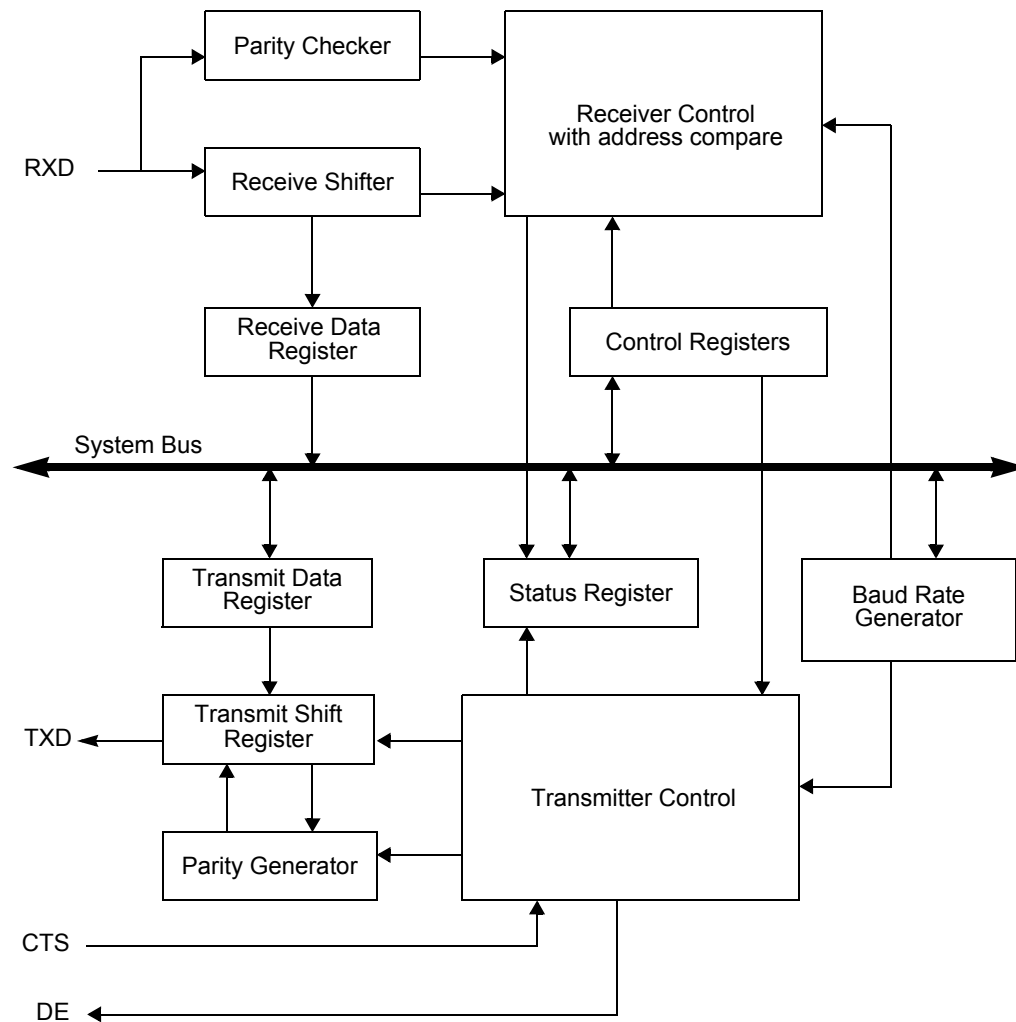 Parity Checker
Receiver Control
with address compare
RXD
Receive Shifter
Receive Data
Register
Control Registers
System Bus
Transmit Data
Register
Status Register
Baud Rate
Generator
Transmit Shift
Register
TXD
Transmitter Control
Parity Generator
CTS
DE